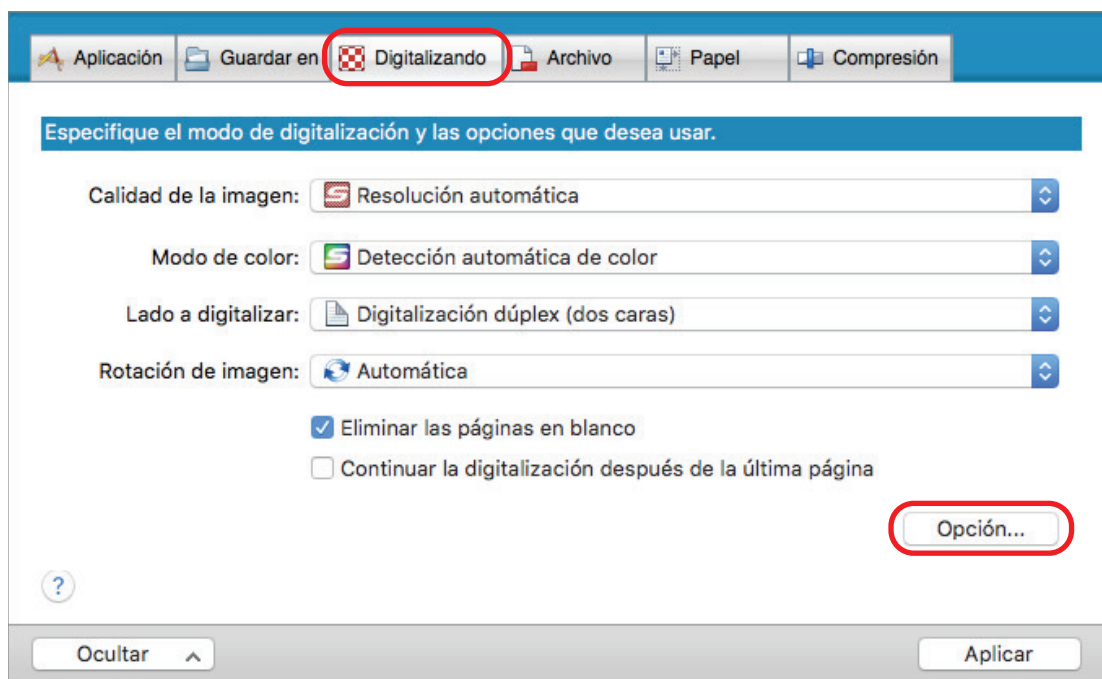 Aplicación Guardar en Digitalizando Archivo Papel Compresión
Especifique el modo de digitalización y las opciones que desea usar.
Calidad de la imagen: Resolución automática
Modo de color: Detección automática de color
Lado a digitalizar: Digitalización dúplex (dos caras)
Rotación de imagen: Automática
Eliminar las páginas en blanco
Continuar la digitalización después de la última página
Opción...
?
Ocultar Aplicar